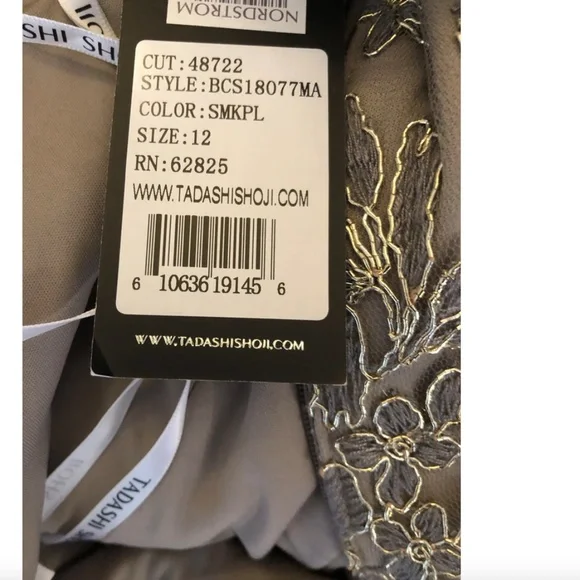 NORDSTROM
SHI SH
CUT:48722
STYLE:BCS18077MA
COLOR:SMKPL
SIZE:12
RN:62825
WWW.TADASHISHOJI.COM
6 10636 19145 6
WWW.TADASHISHOJI.COM
TADASHI S